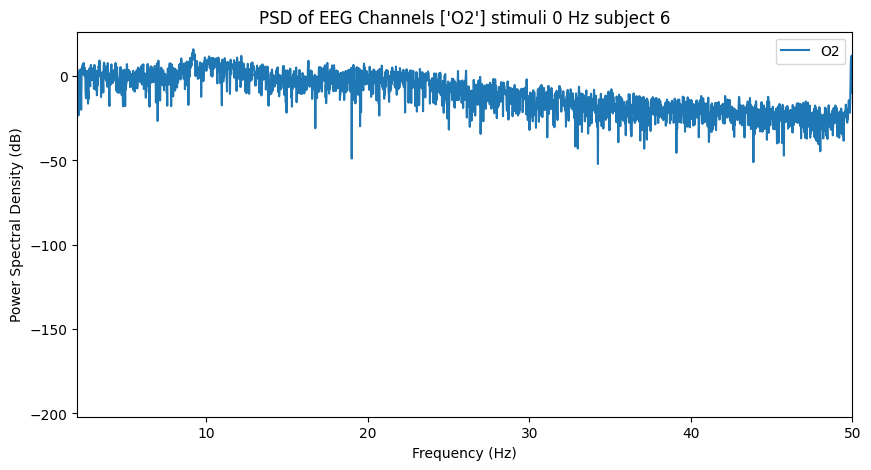 PSD of EEG Channels ['O2'] stimuli 0 Hz subject 6
O2
Power Spectral Density (dB)
0
−50
−100
−150
−200
10 20 30 40 50
Frequency (Hz)